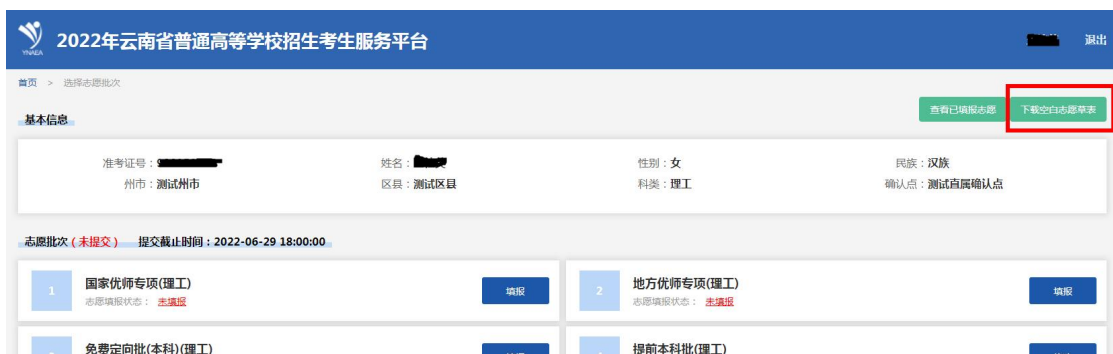 YNAEA
2022年云南省普通高等学校招生考生服务平台
退出
首页 > 选择志愿批次
查看已填报志愿 下载空白志愿草表
基本信息
准考证号： 姓名： 性别：女 民族：汉族
州市：测试州市 区县：测试区县 科类：理工 确认点：测试直属确认点
志愿批次（未提交） 提交截止时间：2022-06-29 18:00:00
1 国家优师专项(理工) 填报 2 地方优师专项(理工) 填报
志愿填报状态： 未填报 志愿填报状态： 未填报
免费定向批(本科)(理工) 提前本科批(理工)